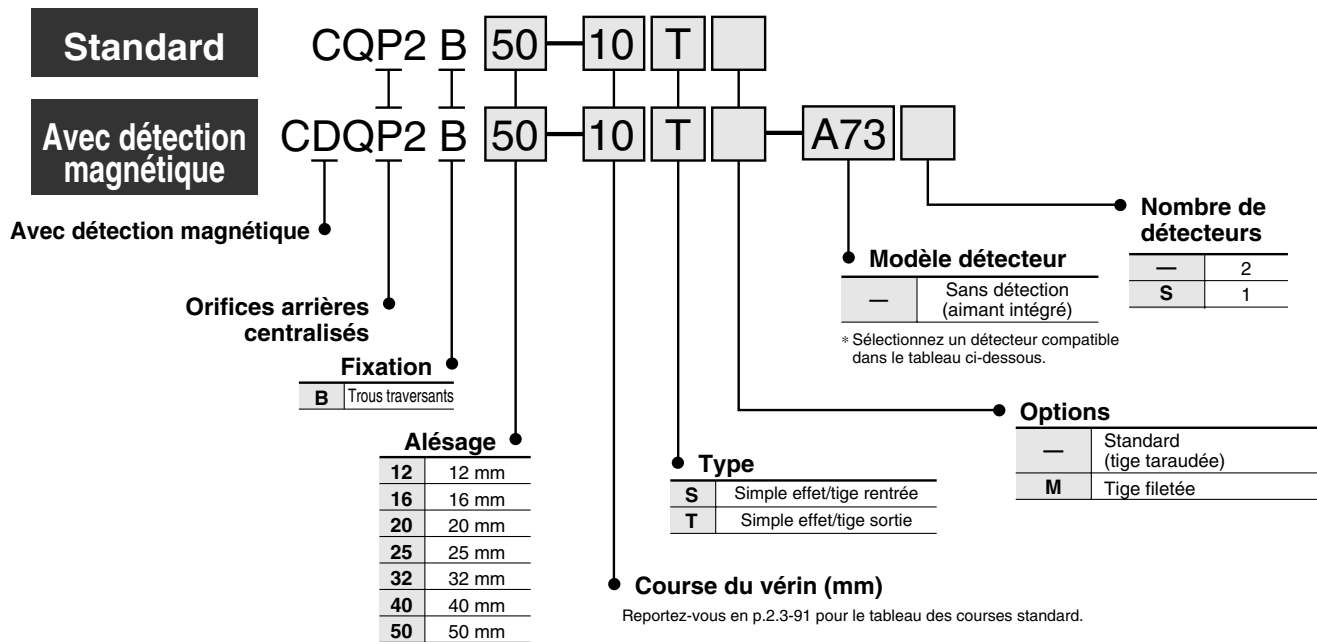 Standard
CQP2 B 50 — 10 T
Avec détection
magnétique
CDQP2 B 50 — 10 T — A73
Avec détection magnétique
Orifices arrières
centralisés
Fixation
B Trous traversants
Alésage
12 12 mm
16 16 mm
20 20 mm
25 25 mm
32 32 mm
40 40 mm
50 50 mm
Course du vérin (mm)
Reportez-vous en p.2.3-91 pour le tableau des courses standard.
Type
S Simple effet/tige rentrée
T Simple effet/tige sortie
Options
— Standard
(tige taraudée)
M Tige filetée
Modèle détecteur
— Sans détection
(aimant intégré)
* Sélectionnez un détecteur compatible
dans le tableau ci-dessous.
Nombre de
détecteurs
— 2
S 1